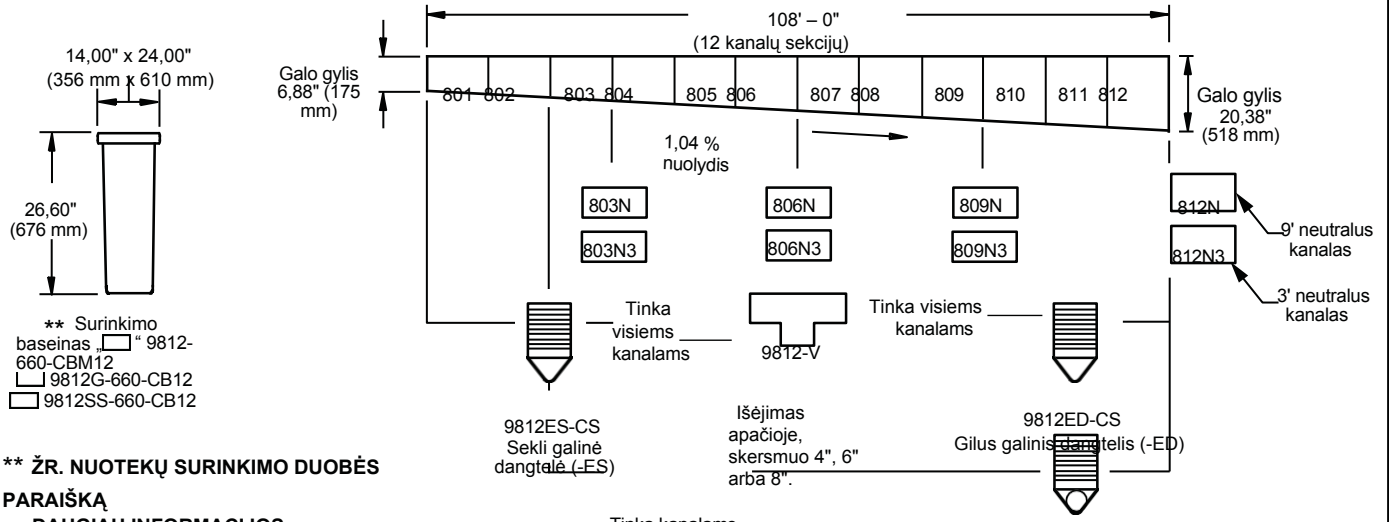 108' – 0"
(12 kanalų sekcijų)
14,00" x 24,00"
(356 mm x 610 mm)
Galo gylis
6,88" (175
mm)
801 802 803 804 805 806 807 808 809 810 811 812
Galo gylis
20,38"
(518 mm)
1,04 %
nuolydis
26,60"
(676 mm)
803N 806N 809N 812N
803N3 806N3 809N3 812N3
9' neutralus
kanalas
3' neutralus
kanalas
** Surinkimo
baseinas „ “ 9812-
660-CBM12
9812G-660-CB12
9812SS-660-CB12
Tinka
visiems
kanalams
9812-V
Tinka visiems
kanalams
9812ES-CS
Sekli galinė
dangtelė (-ES)
Išėjimas
apačioje,
skersmuo 4", 6"
arba 8".
9812ED-CS
Gilus galinis dangtelis (-ED)
** ŽR. NUOTEKŲ SURINKIMO DUOBĖS
PARAIŠKĄ
DAUGIAU INFORMACIJOS
Tinka kanalams